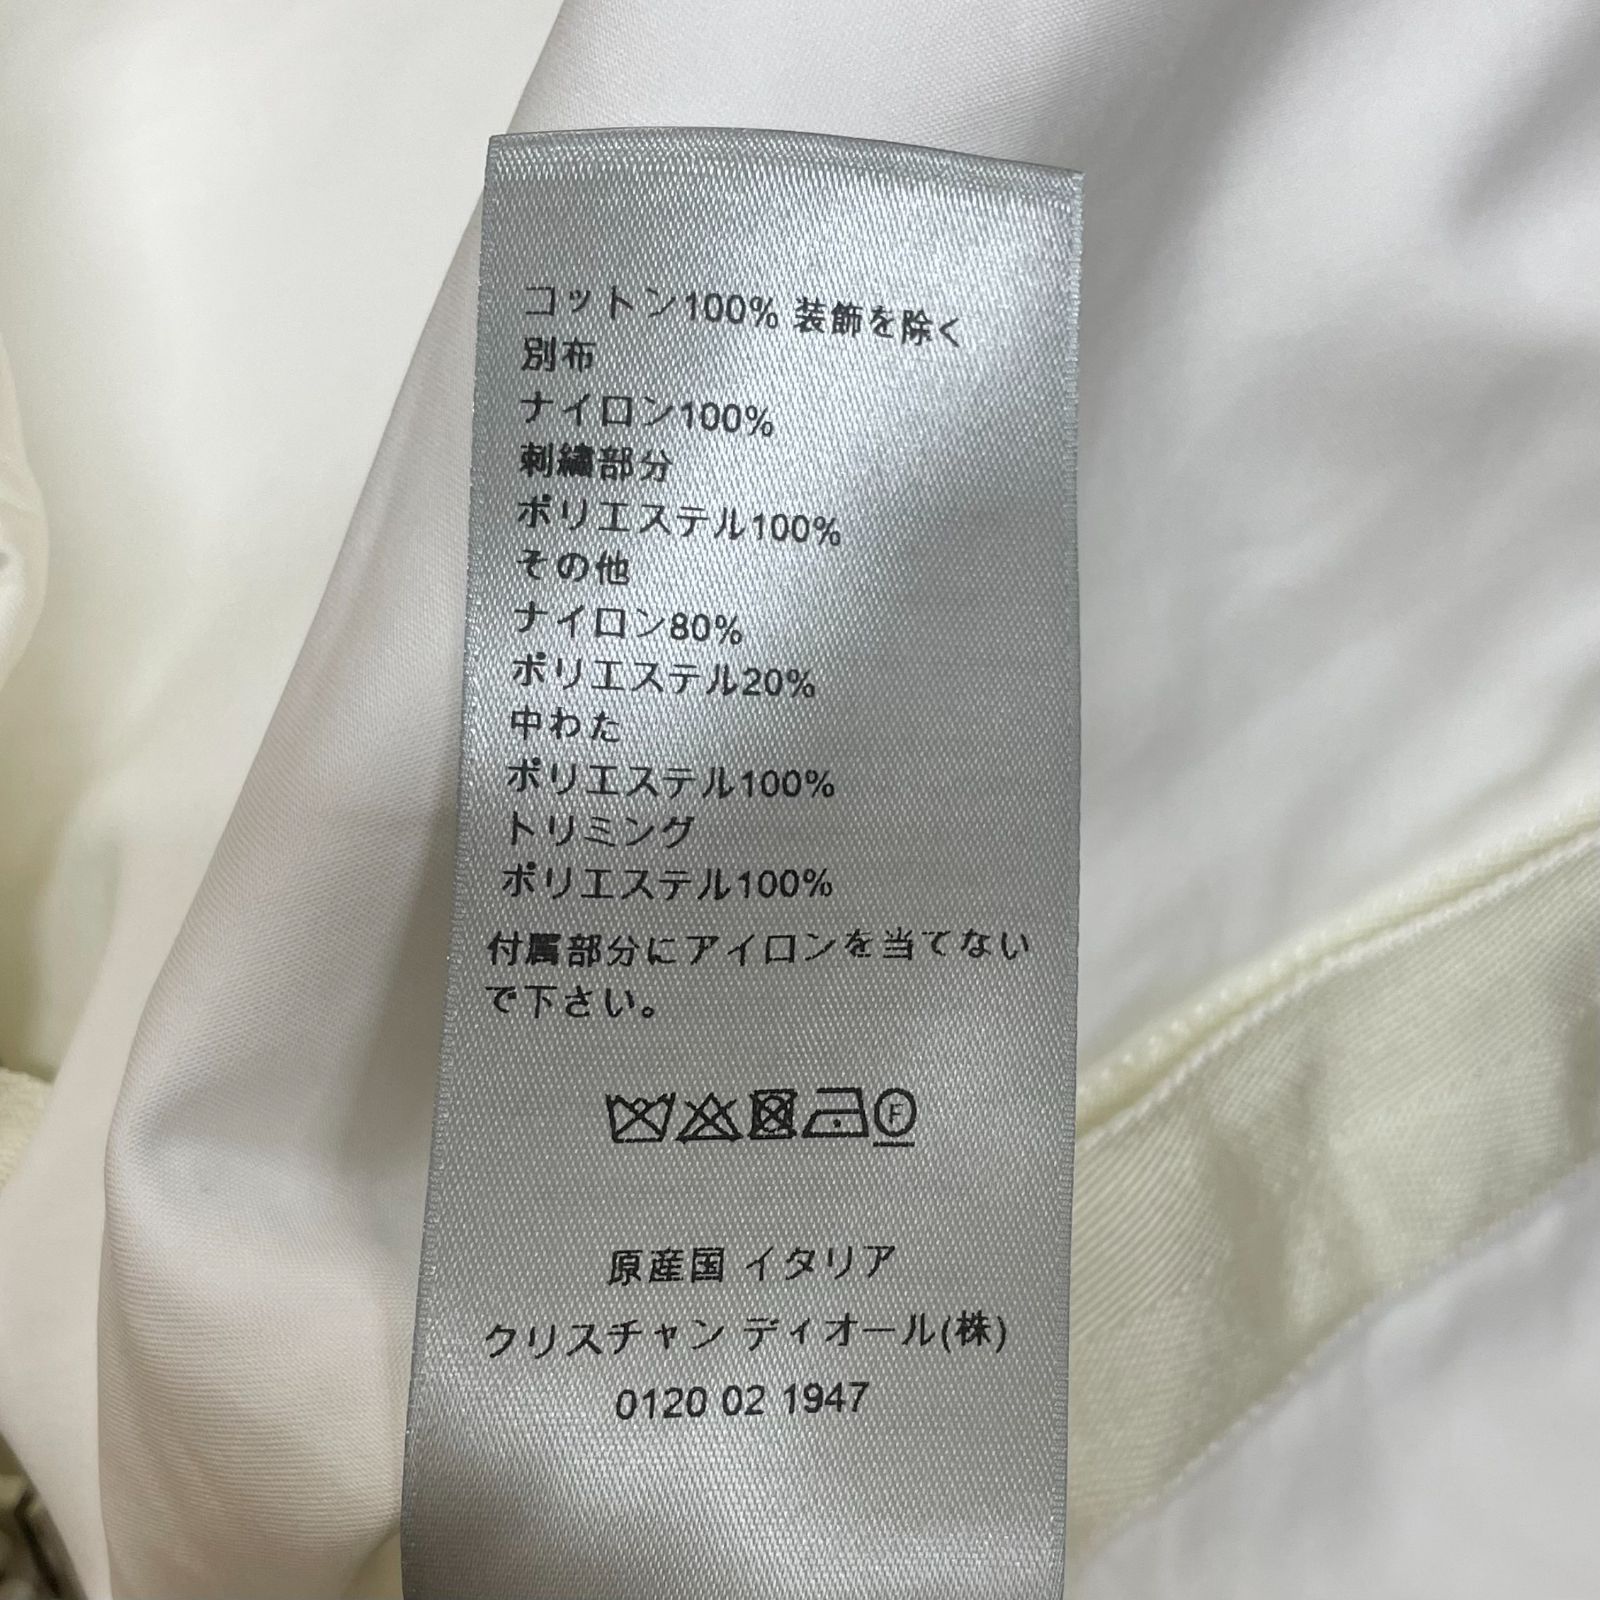 コットン100% 装飾を除く
別布
ナイロン100%
刺繍部分
ポリエステル100%
その他
ナイロン80%
ポリエステル20%
中わた
ポリエステル100%
トリミング
ポリエステル100%
付属部分にアイロンを当てない
で下さい。
F
原産国 イタリア
クリスチャン ディオール(株)
0120 02 1947